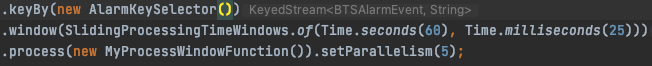 .keyBy(new AlarmKeySelector()) KeyedStream<BTSAlarmEvent, String>
.window(SlidingProcessingTimeWindows.of(Time.seconds(60), Time.milliseconds(25)))
.process(new MyProcessWindowFunction()).setParallelism(5);